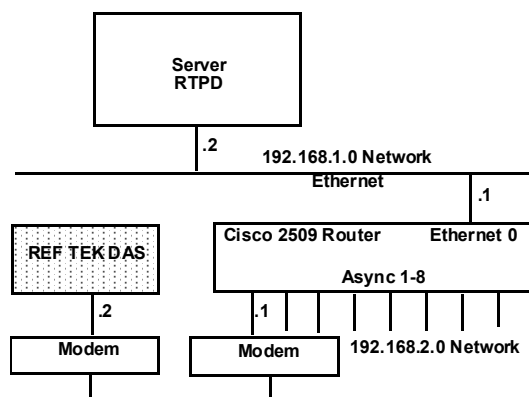 Server
RTPD
.2
192.168.1.0 Network
Ethernet
.1
Cisco 2509 Router
Ethernet 0
REF TEK DAS
Async 1-8
.2
.1
Modem
Modem
192.168.2.0 Network